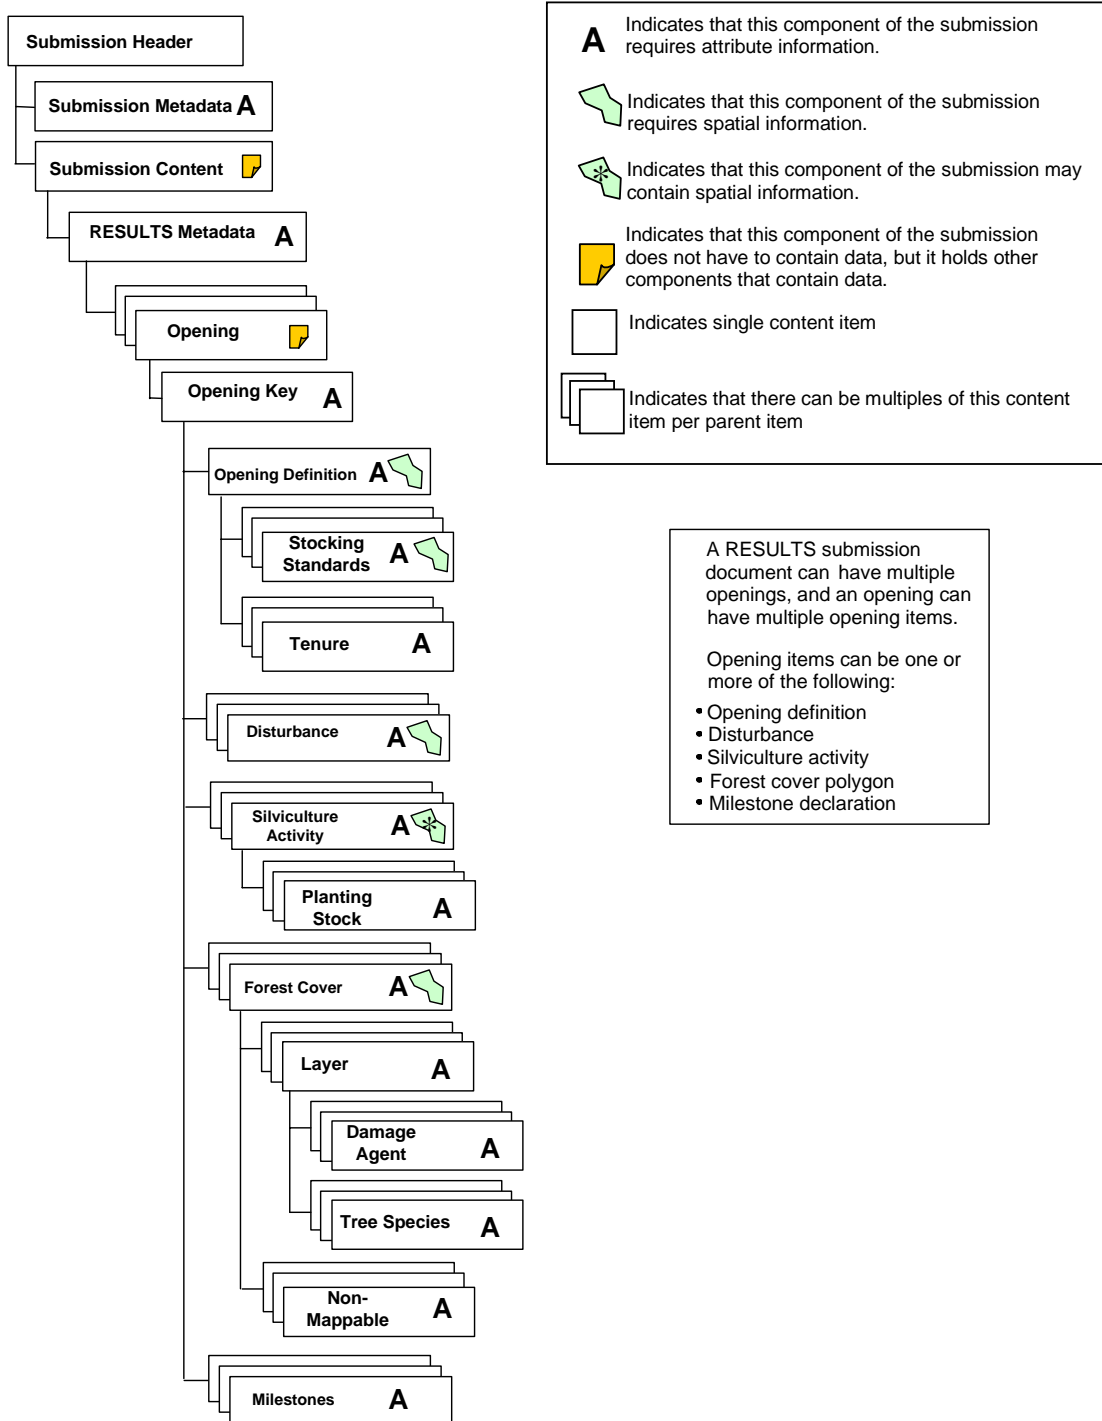 Submission Header
Submission Metadata A
Submission Content
RESULTS Metadata A
Opening
Opening Key A
Opening Definition A
Stocking
Standards A
Tenure A
Disturbance A
Silviculture
Activity A
Planting
Stock A
Forest Cover A
Layer A
Damage
Agent A
Tree Species A
Non-
Mappable A
Milestones A
A
Indicates that this component of the submission
requires attribute information.
Indicates that this component of the submission
requires spatial information.
Indicates that this component of the submission may
contain spatial information.
Indicates that this component of the submission
does not have to contain data, but it holds other
components that contain data.
Indicates single content item
Indicates that there can be multiples of this content
item per parent item
A RESULTS submission
document can have multiple
openings, and an opening can
have multiple opening items.
Opening items can be one or
more of the following:
• Opening definition
• Disturbance
• Silviculture activity
• Forest cover polygon
• Milestone declaration